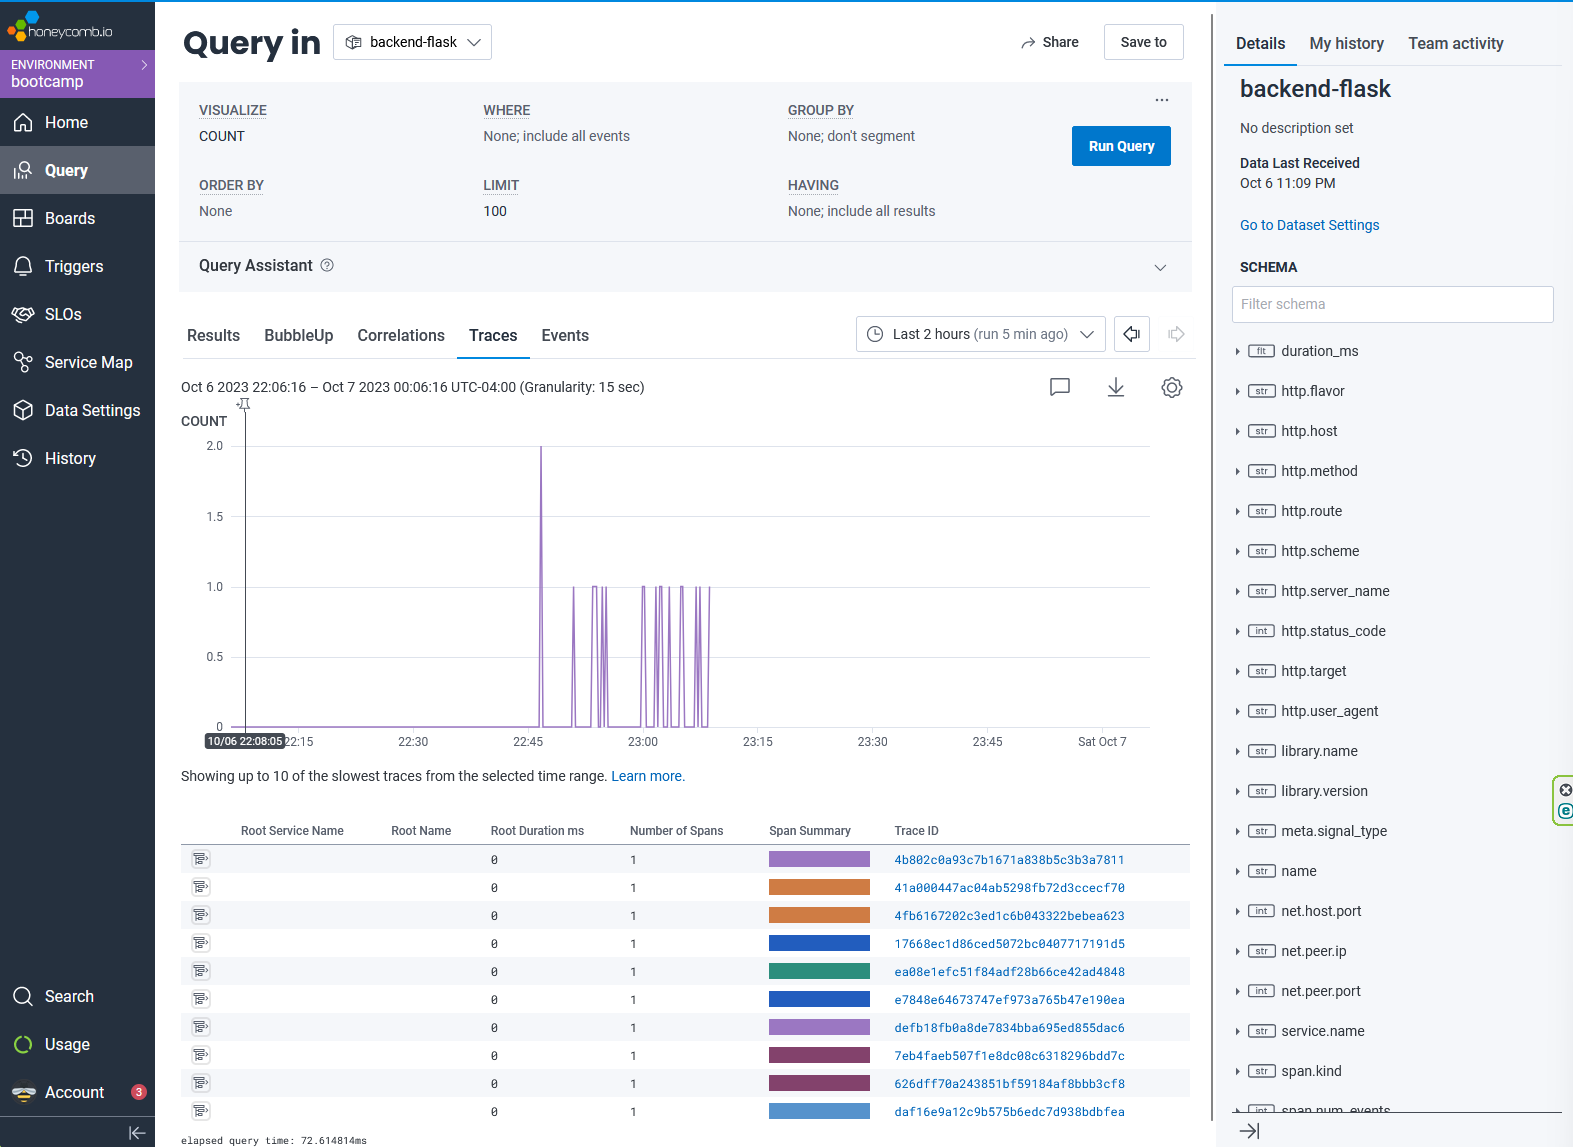 honeycomb.io
ENVIRONMENT
bootcamp
Home
Query
Boards
Triggers
SLOs
Service Map
Data Settings
History
Search
Usage
Account 3
Query in backend-flask
Share
Save to
VISUALIZE
COUNT
WHERE
None; include all events
GROUP BY
None; don't segment
Run Query
ORDER BY
None
LIMIT
100
HAVING
None; include all results
Query Assistant
Results BubbleUp Correlations Traces Events
Last 2 hours (run 5 min ago)
Oct 6 2023 22:06:16 – Oct 7 2023 00:06:16 UTC-04:00 (Granularity: 15 sec)
COUNT
2.0
1.5
1.0
0.5
0
10/06 22:08:05 22:15 22:30 22:45 23:00 23:15 23:30 23:45 Sat Oct 7
Showing up to 10 of the slowest traces from the selected time range. Learn more.
Root Service Name Root Name Root Duration ms Number of Spans Span Summary Trace ID
0 1 4b802c0a93c7b1671a838b5c3b3a7811
0 1 41a000447ac04ab5298fb72d3ccecf70
0 1 4fb6167202c3ed1c6b043322bebea623
0 1 17668ec1d86ced5072bc0407717191d5
0 1 ea08e1efc51f84adf28b66ce42ad4848
0 1 e7848e64673747ef973a765b47e190ea
0 1 defb18fb0a8de7834bba695ed855dac6
0 1 7eb4faeb507f1e8dc08c6318296bdd7c
0 1 626dff70a243851bf59184af8bbb3cf8
0 1 daf16e9a12c9b575b6edc7d938bdbfea
elapsed query time: 72.614814ms
Details My history Team activity
backend-flask
No description set
Data Last Received
Oct 6 11:09 PM
Go to Dataset Settings
SCHEMA
Filter schema
flt duration_ms
str http.flavor
str http.host
str http.method
str http.route
str http.scheme
str http.server_name
int http.status_code
str http.target
str http.user_agent
str library.name
str library.version
str meta.signal_type
str name
int net.host.port
str net.peer.ip
int net.peer.port
str service.name
str span.kind
int span.num_events